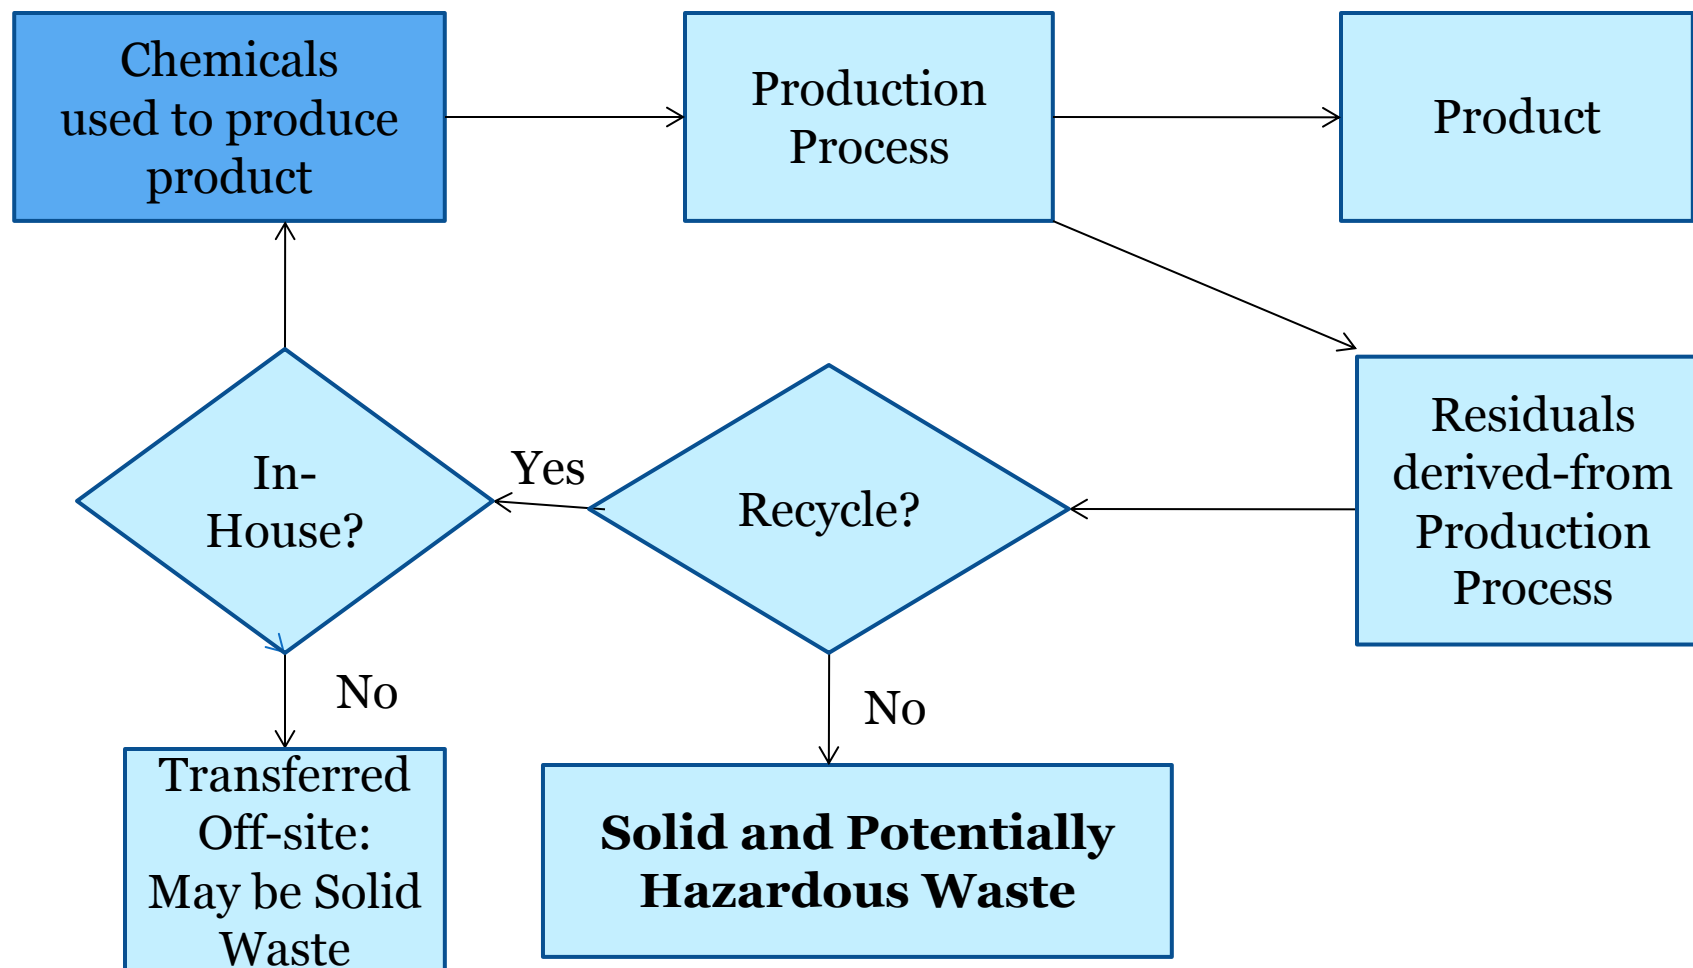 Chemicals
used to produce
product
Production
Process
Product
In-
House?
Yes
Recycle?
Residuals
derived-from
Production
Process
No
No
Transferred
Off-site:
May be Solid
Waste
Solid and Potentially
Hazardous Waste